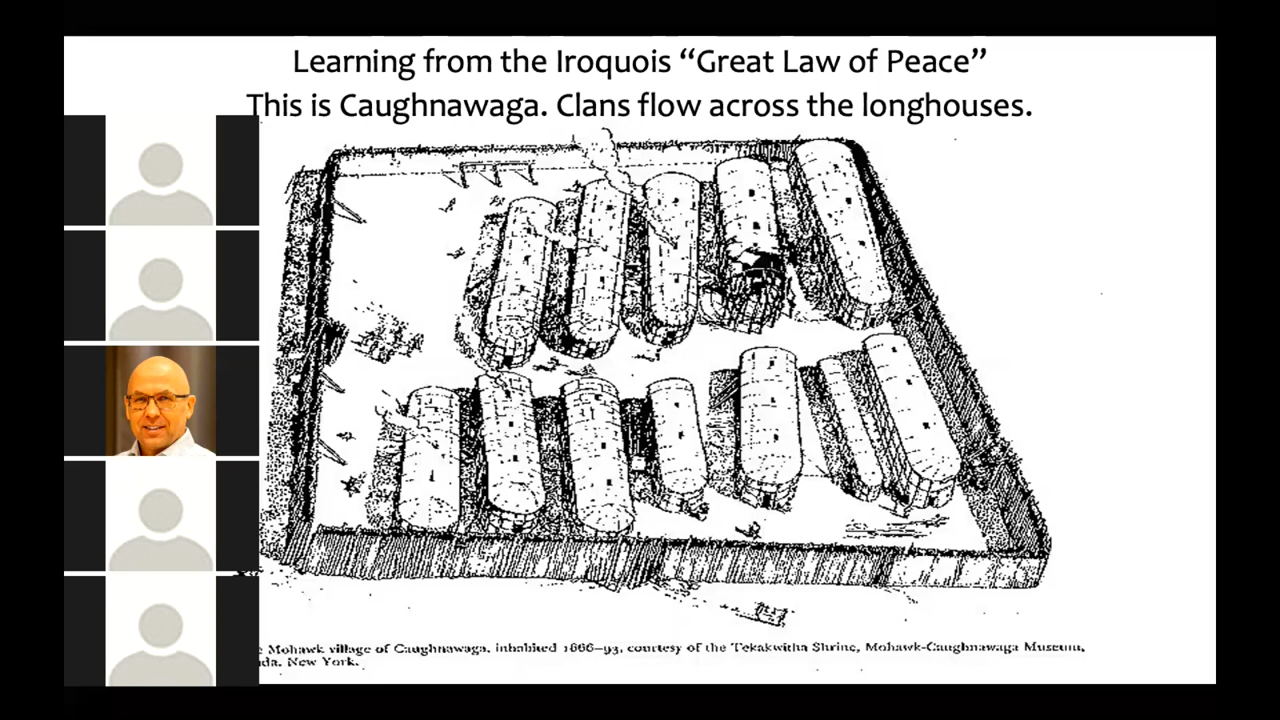 Learning from the Iroquois “Great Law of Peace”
This is Caughnawaga. Clans flow across the longhouses.
Mohawk village of Caughnawaga, inhabited 1666–93, courtesy of the Tekakwitha Shrine, Mohawk-Caughnawaga Museum,
New York.